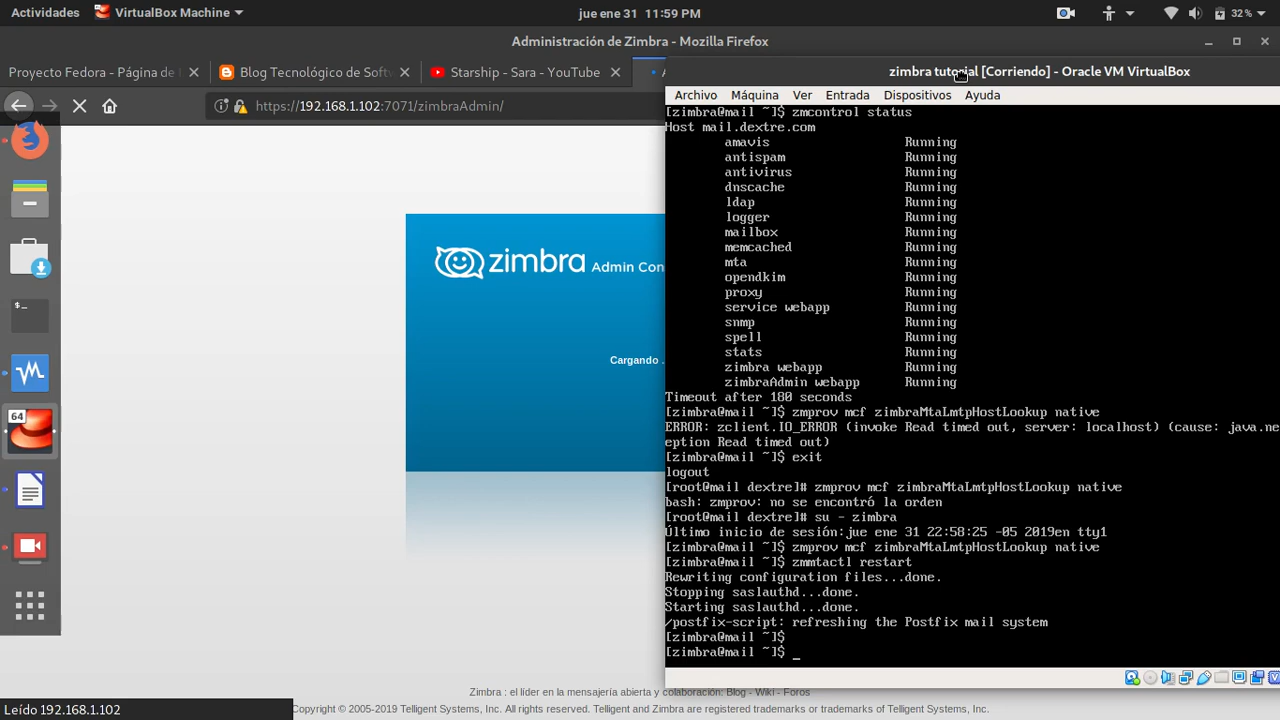 Actividades
VirtualBox Machine
jue ene 31 11:59 PM
32 %
Administración de Zimbra - Mozilla Firefox
Proyecto Fedora - Página de
Blog Tecnológico de Softv
Starship - Sara - YouTube
A
https://192.168.1.102:7071/zimbraAdmin/
zimbra Admin Con
Cargando .
64
zimbra tutorial [Corriendo] - Oracle VM VirtualBox
Archivo Máquina Ver Entrada Dispositivos Ayuda
[zimbra@mail ~]$ zmcontrol status
Host mail.dextre.com
amavis Running
antispam Running
antivirus Running
dnscache Running
ldap Running
logger Running
mailbox Running
memcached Running
mta Running
opendkim Running
proxy Running
service webapp Running
snmp Running
spell Running
stats Running
zimbra webapp Running
zimbraAdmin webapp Running
Timeout after 180 seconds
[zimbra@mail ~]$ zmprov mcf zimbraMtaLmtpHostLookup native
ERROR: zclient.IO_ERROR (invoke Read timed out, server: localhost) (cause: java.ne
eption Read timed out)
[zimbra@mail ~]$ exit
logout
[root@mail dextre]# zmprov mcf zimbraMtaLmtpHostLookup native
bash: zmprov: no se encontró la orden
[root@mail dextre]# su - zimbra
Último inicio de sesión:jue ene 31 22:58:25 -05 2019en tty1
[zimbra@mail ~]$ zmprov mcf zimbraMtaLmtpHostLookup native
[zimbra@mail ~]$ zmmtactl restart
Rewriting configuration files...done.
Stopping saslauthd...done.
Starting saslauthd...done.
/postfix-script: refreshing the Postfix mail system
[zimbra@mail ~]$
[zimbra@mail ~]$ _
Zimbra : el líder en la mensajería abierta y colaboración: Blog - Wiki - Foros
Copyright © 2005-2019 Telligent Systems, Inc. All rights reserved. Telligent and Zimbra are registered trademarks or trademarks of Telligent Systems, Inc.
Leído 192.168.1.102